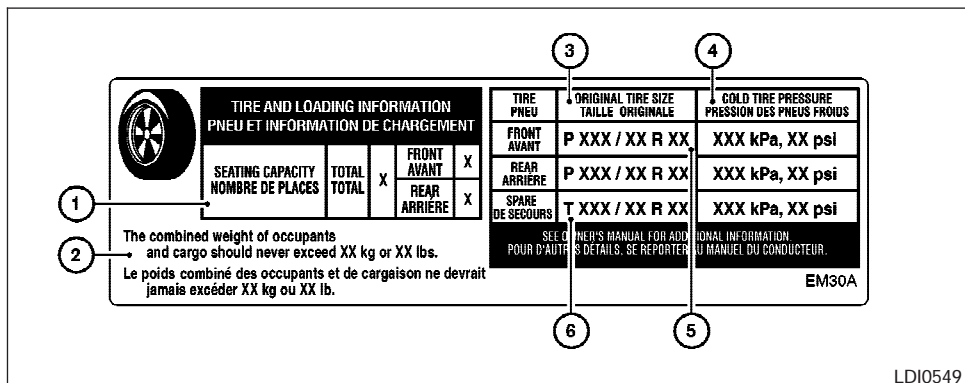 3
4
TIRE AND LOADING INFORMATION
PNEU ET INFORMATION DE CHARGEMENT
SEATING CAPACITY
NOMBRE DE PLACES
TOTAL
TOTAL
X
FRONT
AVANT
X
REAR
ARRIÈRE
X
TIRE
PNEU
ORIGINAL TIRE SIZE
TAILLE ORIGINALE
COLD TIRE PRESSURE
PRESSION DES PNEUS FROIDS
FRONT
AVANT
P XXX / XX R XX
XXX kPa, XX psi
REAR
ARRIÈRE
P XXX / XX R XX
XXX kPa, XX psi
SPARE
DE SECOURS
T XXX / XX R XX
XXX kPa, XX psi
SEE OWNER'S MANUAL FOR ADDITIONAL INFORMATION.
POUR D'AUTRES DÉTAILS, SE REPORTER AU MANUEL DU CONDUCTEUR.
1
2
The combined weight of occupants
and cargo should never exceed XX kg or XX lbs.
Le poids combiné des occupants et de cargaison ne devrait
jamais excéder XX kg ou XX lb.
EM30A
6
5
LDI0549